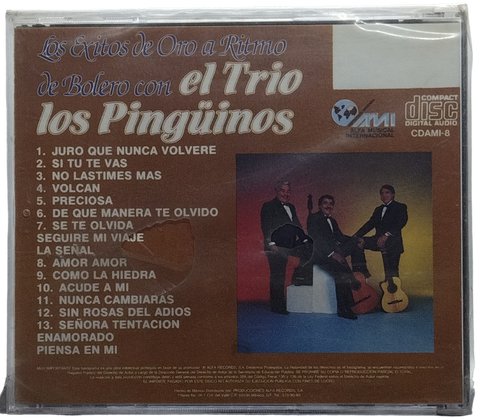 Los Exitos de Oro a Ritmo
de Bolero con el Trio
los Pingüinos
AMI
ALFA MUSICAL
INTERNACIONAL
COMPACT
disc
DIGITAL AUDIO
CDAMI-8
1. JURO QUE NUNCA VOLVERE
2. SI TU TE VAS
3. NO LASTIMES MAS
4. VOLCAN
5. PRECIOSA
6. DE QUE MANERA TE OLVIDO
7. SE TE OLVIDA
SEGUIRE MI VIAJE
LA SEÑAL
8. AMOR AMOR
9. COMO LA HIEDRA
10. ACUDE A MI
11. NUNCA CAMBIARAS
12. SIN ROSAS DEL ADIOS
13. SEÑORA TENTACION
ENAMORADO
PIENSA EN MI